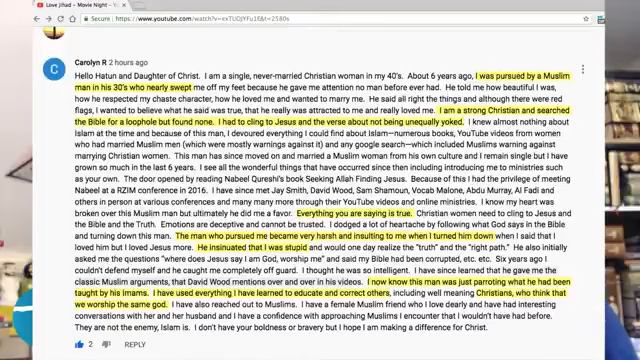 Love Jihad – Movie Night -
https://www.youtube.com/watch?v=exTU0JYFu1E&t=2580s
C
Carolyn R 2 hours ago
Hello Hatun and Daughter of Christ. I am a single, never-married Christian woman in my 40's. About 6 years ago, I was pursued by a Muslim
man in his 30's who nearly swept me off my feet because he gave me attention no man before ever had. He told me how beautiful I was,
how he respected my chaste character, how he loved me and wanted to marry me. He said all the right things and although there were red
flags, I wanted to believe what he said was true, that he really was attracted to me and really loved me. I am a strong Christian and searched
the Bible for a loophole but found none. I had to cling to Jesus and the verse about not being unequally yoked. I knew almost nothing about
Islam at the time and because of this man, I devoured everything I could find about Islam—numerous books, YouTube videos from women
who had married Muslim men (which were mostly warnings against it) and any google search—which included Muslims warning against
marrying Christian women. This man has since moved on and married a Muslim woman from his own culture and I remain single but I have
grown so much in the last 6 years. I see all the wonderful things that have occurred since then including introducing me to ministries such
as your own. The door opened by reading Nabeel Qureshi's book Seeking Allah Finding Jesus. Because of this I had the privilege of meeting
Nabeel at a RZIM conference in 2016. I have since met Jay Smith, David Wood, Sam Shamoun, Vocab Malone, Abdu Murray, Al Fadi and
others in person at various conferences and many many more through their YouTube videos and online ministries. I know my heart was
broken over this Muslim man but ultimately he did me a favor. Everything you are saying is true. Christian women need to cling to Jesus and
the Bible and the Truth. Emotions are deceptive and cannot be trusted. I dodged a lot of heartache by following what God says in the Bible
and turning down this man. The man who pursued me became very harsh and insulting to me when I turned him down when I said that I
loved him but I loved Jesus more. He insinuated that I was stupid and would one day realize the "truth" and the "right path". He also initially
asked me the questions "where does Jesus say I am God, worship me" and said my Bible had been corrupted, etc. etc. Six years ago I
couldn't defend myself and he caught me completely off guard. I thought he was so intelligent. I have since learned that he gave me the
classic Muslim arguments, that David Wood mentions over and over in his videos. I now know this man was just parroting what he had been
taught by his Imams. I have used everything I have learned to educate and correct others, including well meaning Christians, who think that
we worship the same god. I have also reached out to Muslims. I have a female Muslim friend who I love dearly and have had interesting
conversations with her and her husband and I have a confidence with approaching Muslims I encounter that I wouldn't have had before.
They are not the enemy, Islam is. I don't have your boldness or bravery but I hope I am making a difference for Christ.
2 REPLY